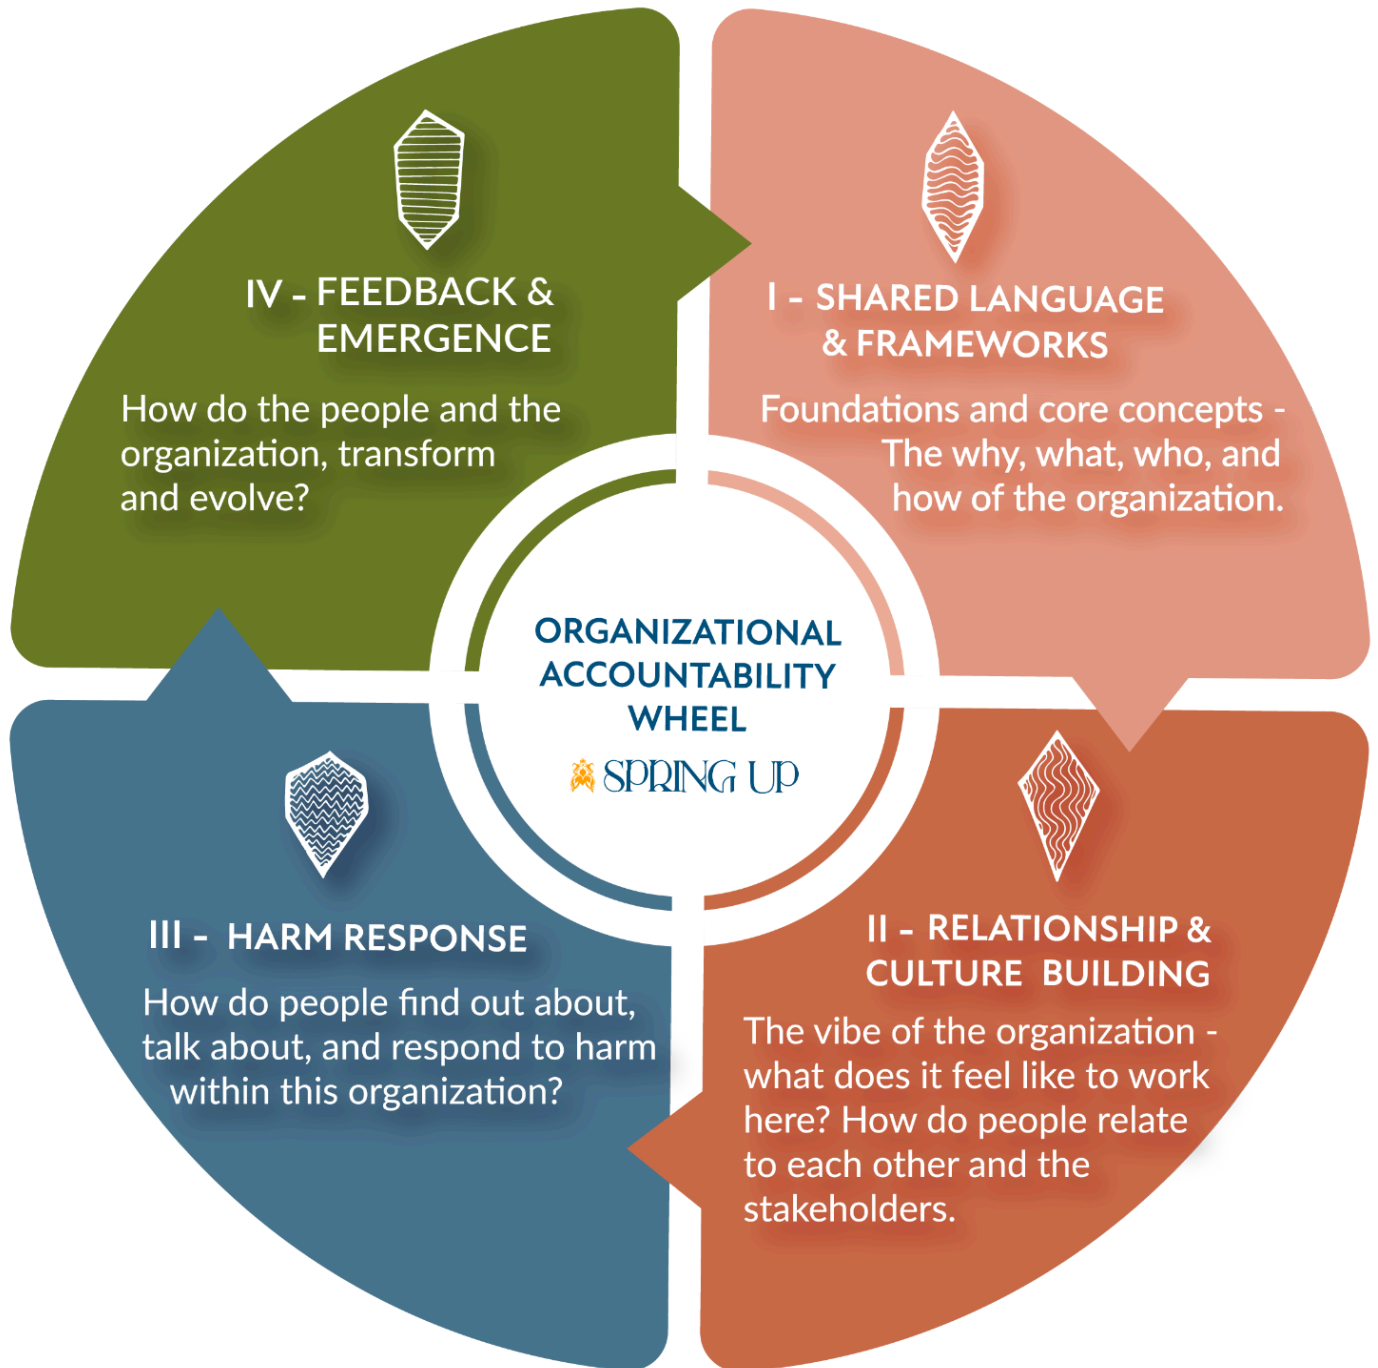 ORGANIZATIONAL
ACCOUNTABILITY
WHEEL
SPRING UP
I - SHARED LANGUAGE
& FRAMEWORKS
Foundations and core concepts -
The why, what, who, and
how of the organization.
II - RELATIONSHIP &
CULTURE BUILDING
The vibe of the organization -
what does it feel like to work
here? How do people relate
to each other and the
stakeholders.
III - HARM RESPONSE
How do people find out about,
talk about, and respond to harm
within this organization?
IV - FEEDBACK &
EMERGENCE
How do the people and the
organization, transform
and evolve?